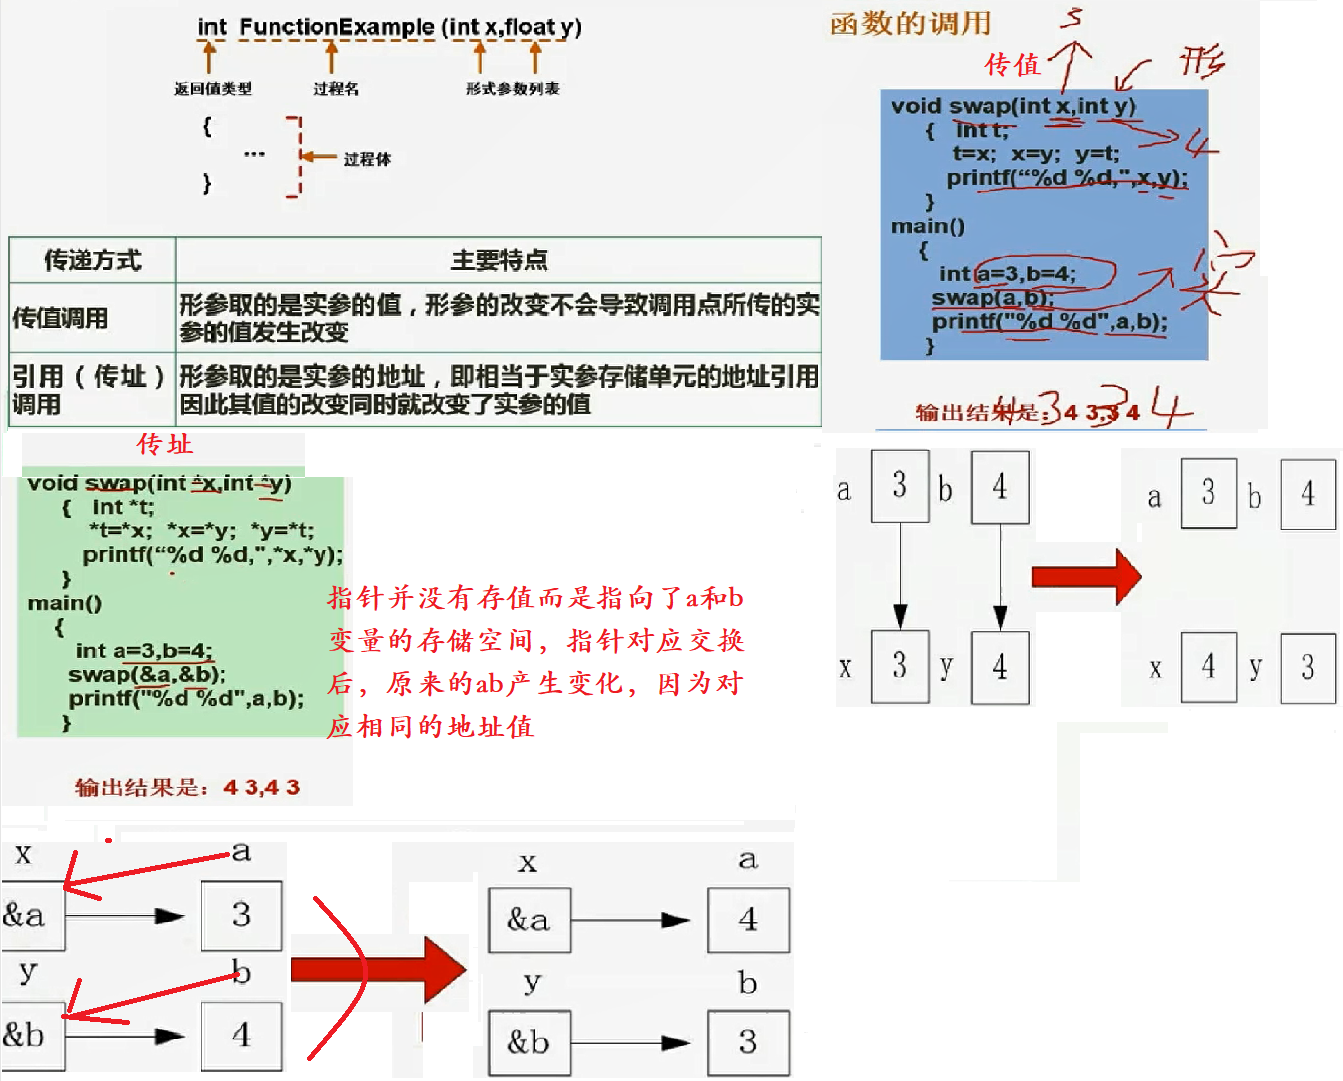 int FunctionExample (int x,float y)
返回值类型 过程名 形式参数列表
{
... 过程体
}
传递方式 主要特点
传值调用 形参取的是实参的值，形参的改变不会导致调用点所传的实
参的值发生改变
引用（传址） 形参取的是实参的地址，即相当于实参存储单元的地址引用
调用 因此其值的改变同时就改变了实参的值
函数的调用
3
传值 形
void swap(int x,int y)
{ int t;
t=x; x=y; y=t;
4
printf(“%d %d,",x,y);
}
main()
{
int a=3,b=4;
实
swap(a,b);
printf("%d %d",a,b);
}
4 3 3 4
输出结果是：4 3,3 4
传址
void swap(int *x,int *y)
{ int *t;
*t=*x; *x=*y; *y=*t;
printf(“%d %d,",*x,*y);
}
main()
{
int a=3,b=4;
swap(&a,&b);
printf("%d %d",a,b);
}
输出结果是：4 3,4 3
指针并没有存值而是指向了a和b
变量的存储空间，指针对应交换
后，原来的ab产生变化，因为对
应相同的地址值
a 3 b 4
x 3 y 4
a 3 b 4
x 4 y 3
x a
&a 3
y b
&b 4
x a
&a 4
y b
&b 3